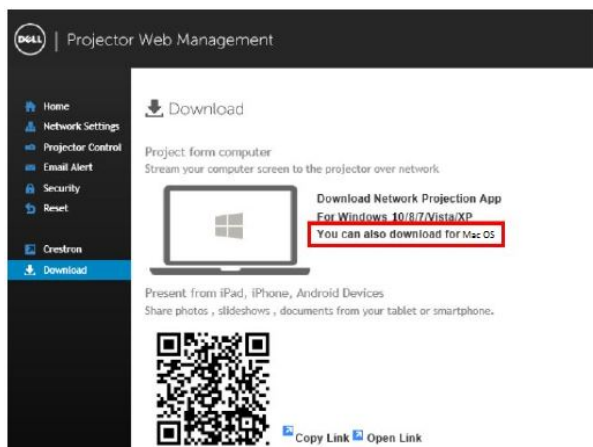 DELL | Projector Web Management
Home
Network Settings
Projector Control
Email Alert
Security
Reset
Crestron
Download
Download
Project form computer
Stream your computer screen to the projector over network
Download Network Projection App
For Windows 10/8/7/Vista/XP
You can also download for Mac OS
Present from iPad, iPhone, Android Devices
Share photos , slideshows , documents from your tablet or smartphone.
Copy Link Open Link